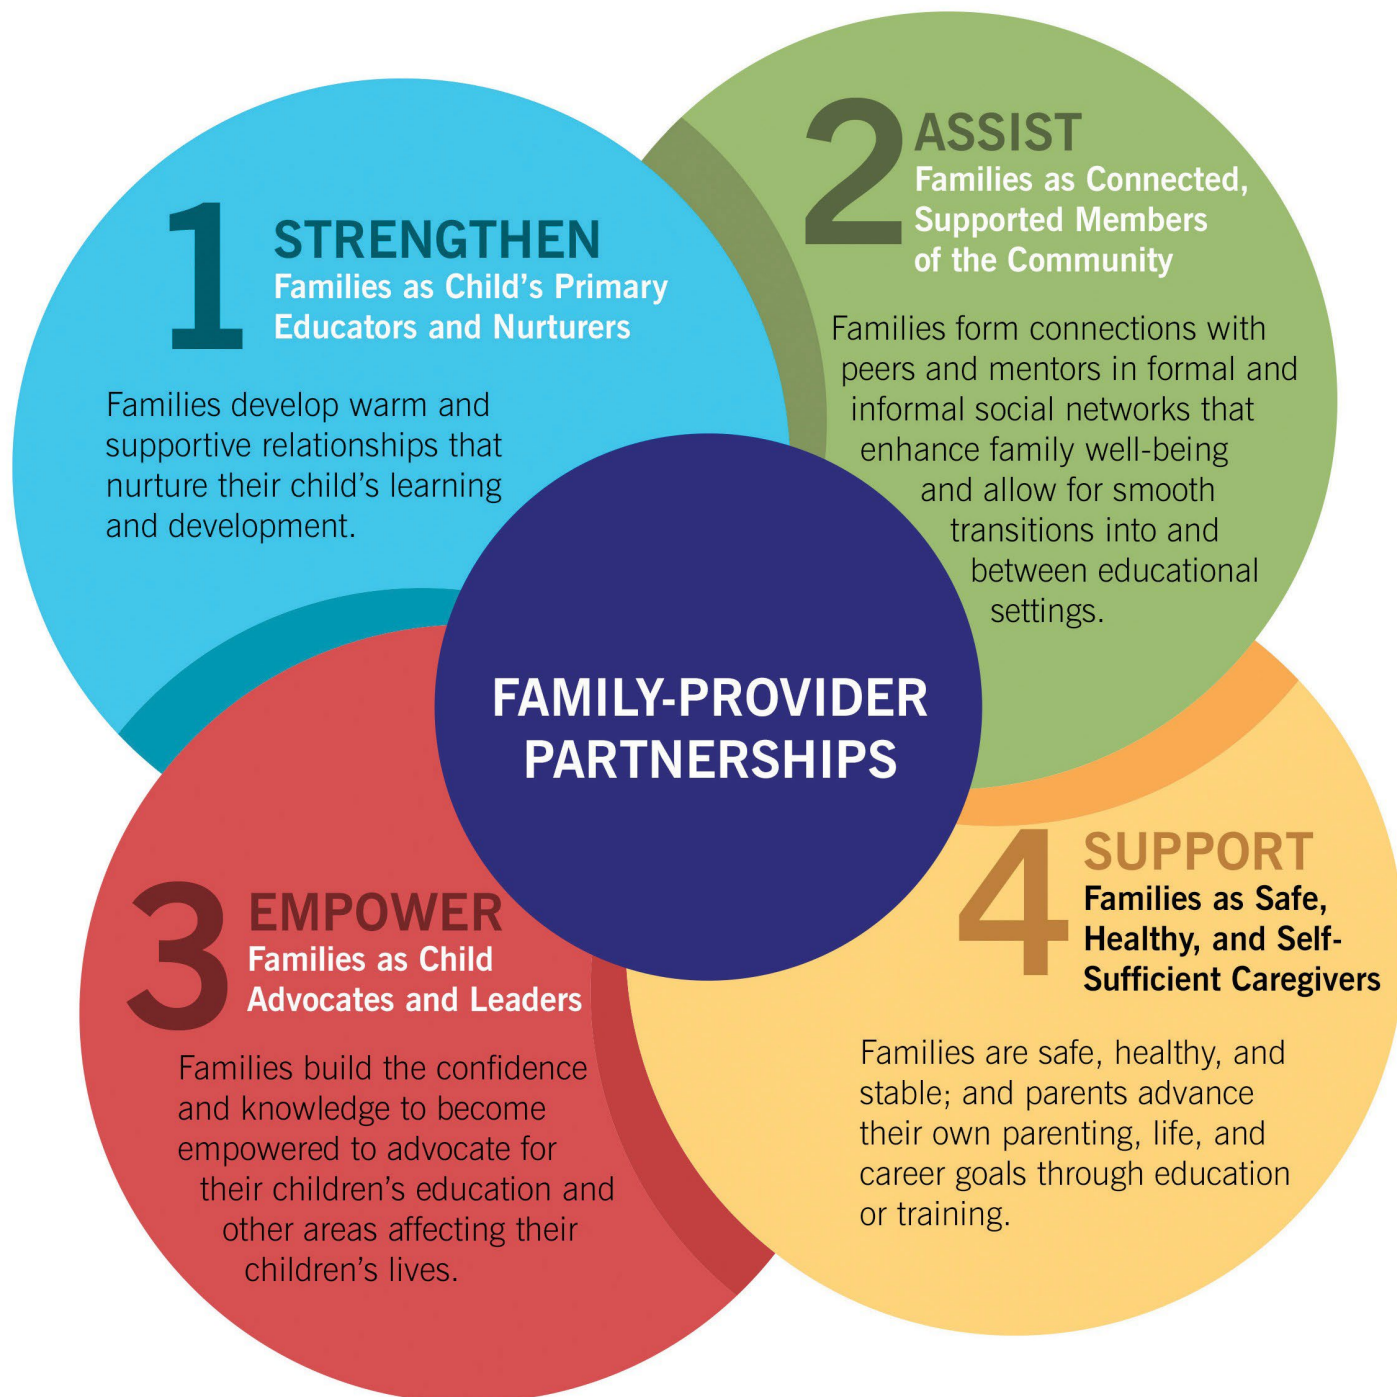 1
STRENGTHEN
Families as Child’s Primary
Educators and Nurturers
Families develop warm and
supportive relationships that
nurture their child’s learning
and development.
2
ASSIST
Families as Connected,
Supported Members
of the Community
Families form connections with
peers and mentors in formal and
informal social networks that
enhance family well-being
and allow for smooth
transitions into and
between educational
settings.
FAMILY-PROVIDER
PARTNERSHIPS
3
EMPOWER
Families as Child
Advocates and Leaders
Families build the confidence
and knowledge to become
empowered to advocate for
their children’s education and
other areas affecting their
children’s lives.
4
SUPPORT
Families as Safe,
Healthy, and Self-
Sufficient Caregivers
Families are safe, healthy, and
stable; and parents advance
their own parenting, life, and
career goals through education
or training.